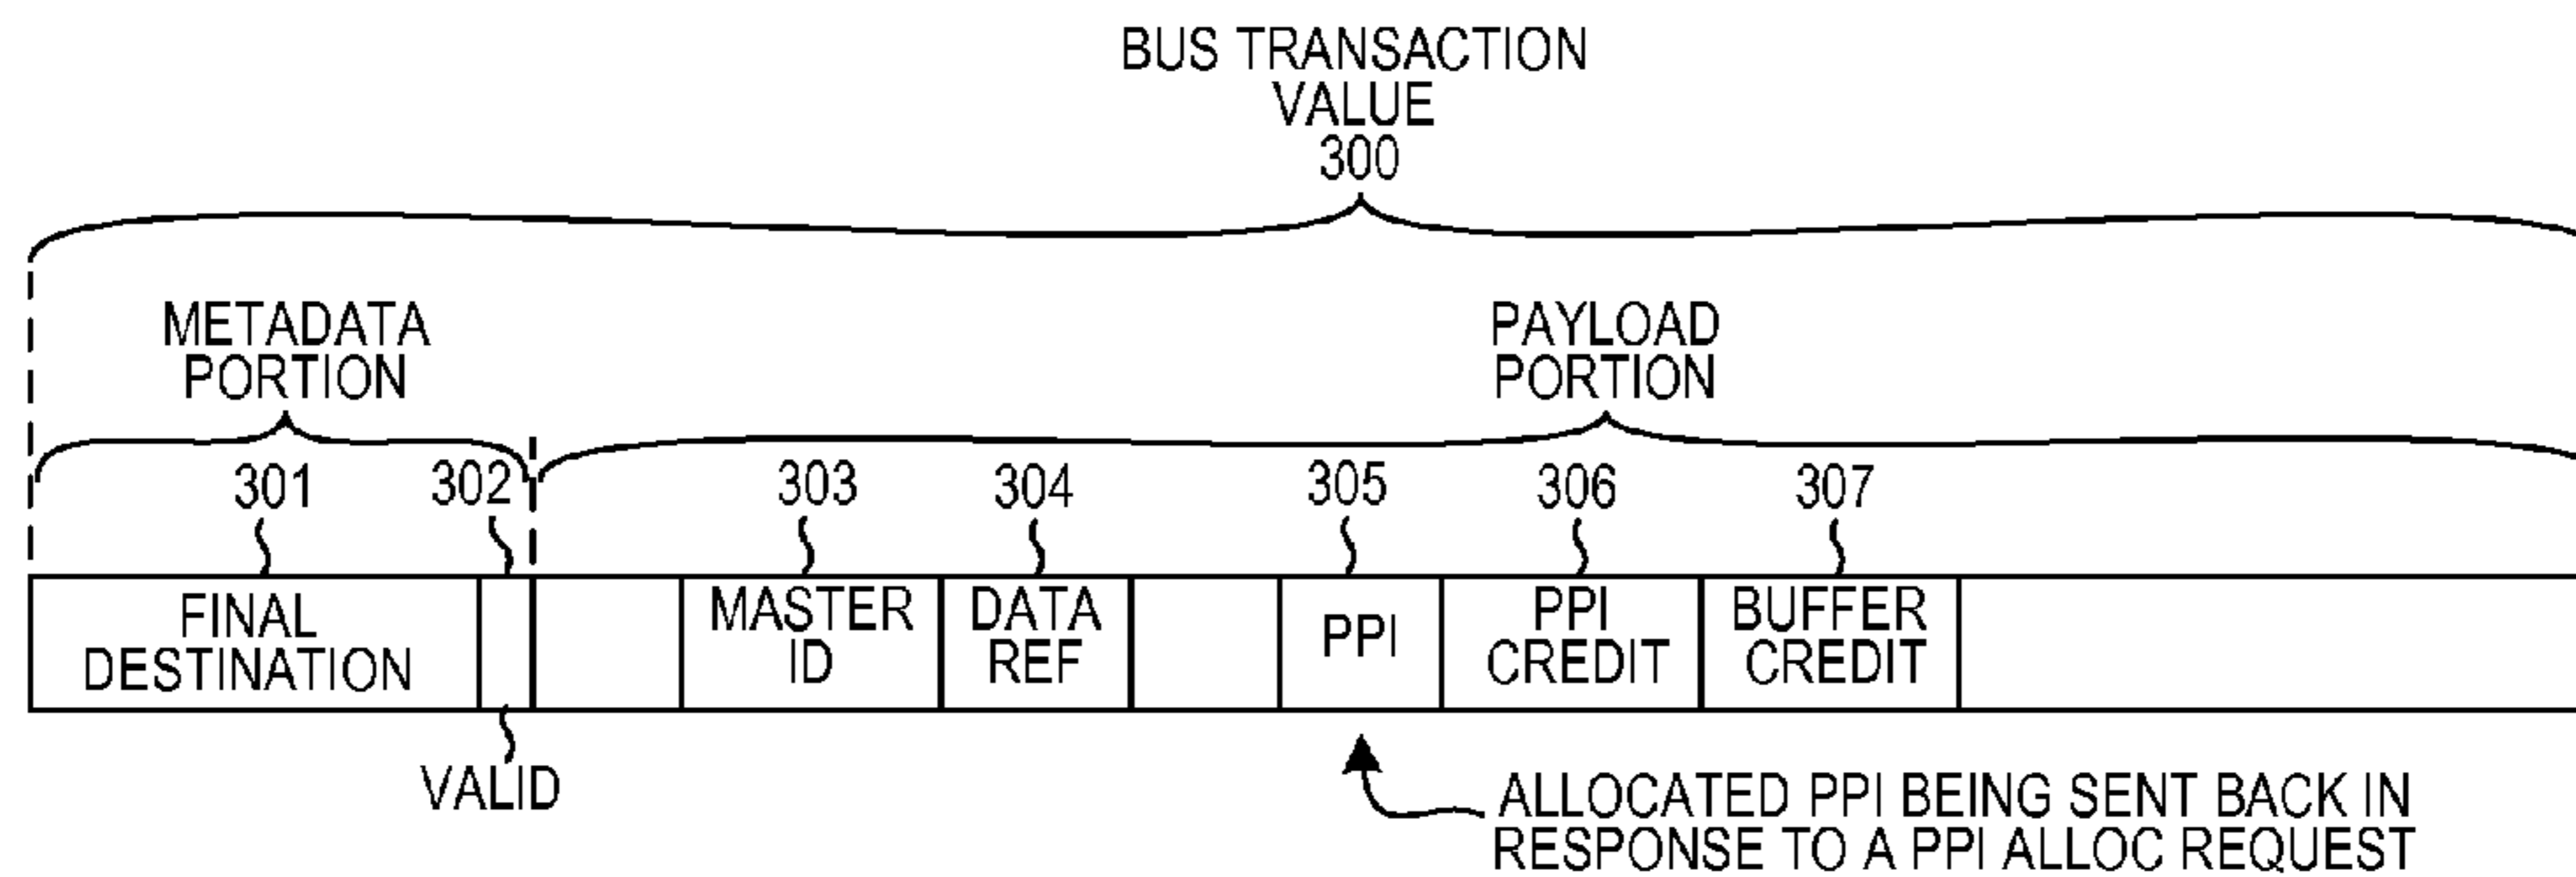 BUS TRANSACTION
VALUE
300
METADATA
PORTION
PAYLOAD
PORTION
301
302
303
304
305
306
307
FINAL
DESTINATION
MASTER
ID
DATA
REF
PPI
PPI
CREDIT
BUFFER
CREDIT
VALID
ALLOCATED PPI BEING SENT BACK IN
RESPONSE TO A PPI ALLOC REQUEST